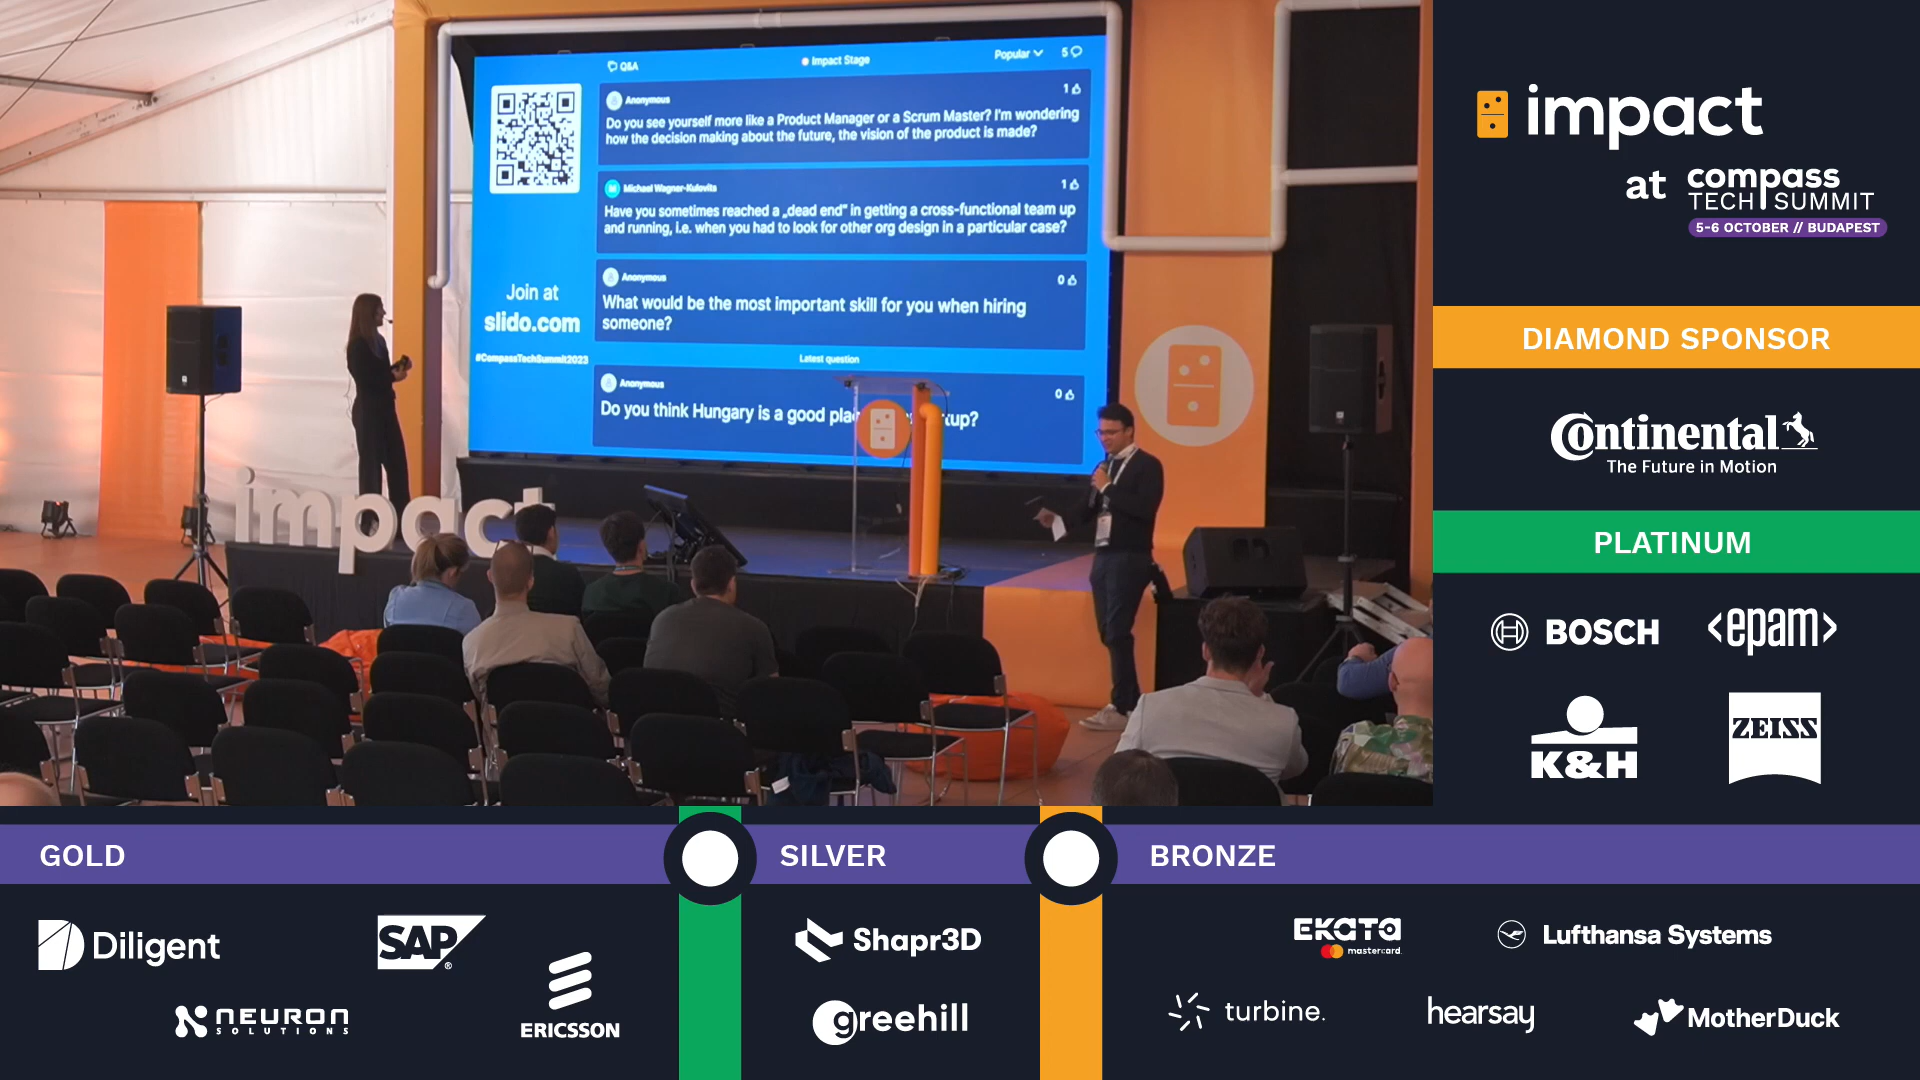 Q&A
Impact Stage
Popular
5
Anonymous
1
Do you see yourself more like a Product Manager or a Scrum Master? I'm wondering
how the decision making about the future, the vision of the product is made?
Michael Wagner-Kulovits
1
Have you sometimes reached a „dead end" in getting a cross-functional team up
and running, i.e. when you had to look for other org design in a particular case?
Anonymous
0
What would be the most important skill for you when hiring
someone?
Latest question
Anonymous
0
Do you think Hungary is a good
Join at
slido.com
#CompassTechSummit2023
impact
impact
at compass
TECH SUMMIT
5-6 OCTOBER // BUDAPEST
DIAMOND SPONSOR
Continental
The Future in Motion
PLATINUM
BOSCH
<epam>
K&H
ZEISS
GOLD
SILVER
BRONZE
Diligent
SAP®
NEURON
SOLUTIONS
ERICSSON
Shapr3D
greehill
EKATA
mastercard.
Lufthansa Systems
turbine.
hearsay
MotherDuck